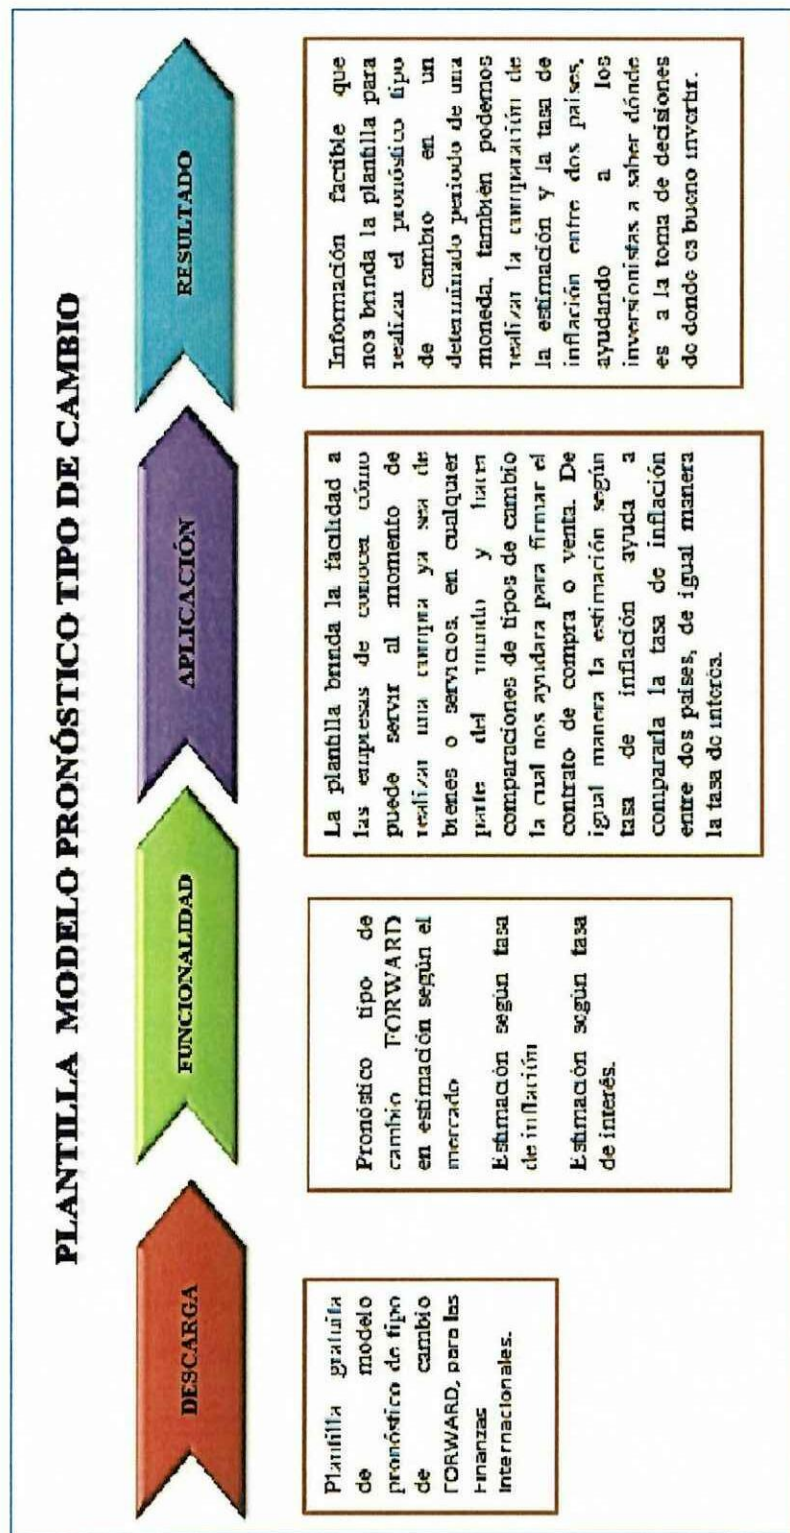 PLANTILLA MODELO PRONÓSTICO TIPO DE CAMBIO
DESCARGA
Plantilla gratuita
de modelo
pronóstico de tipo
de cambio
FORWARD, para las
Finanzas
Internacionales.
FUNCIONALIDAD
Pronóstico tipo de
cambio FORWARD
en estimación según el
mercado
Estimación según tasa
de inflación
Estimación según tasa
de interés.
APLICACIÓN
La plantilla brinda la facilidad a
las empresas de conocer cómo
puede servir al momento de
realizar una compra ya sea de
bienes o servicios, en cualquier
parte del mundo y hacer
comparaciones de tipos de cambio
la cual nos ayudara para firmar el
contrato de compra o venta. De
igual manera la estimación según
tasa de inflación ayuda a
compararla la tasa de inflación
entre dos países, de igual manera
la tasa de interés.
RESULTADO
Información factible que
nos brinda la plantilla para
realizar el pronóstico tipo
de cambio en un
determinado periodo de una
moneda, también podemos
realizar la comparación de
la estimación y la tasa de
inflación entre dos países,
ayudando a los
inversionistas a saber dónde
es a la toma de decisiones
de donde es bueno invertir.